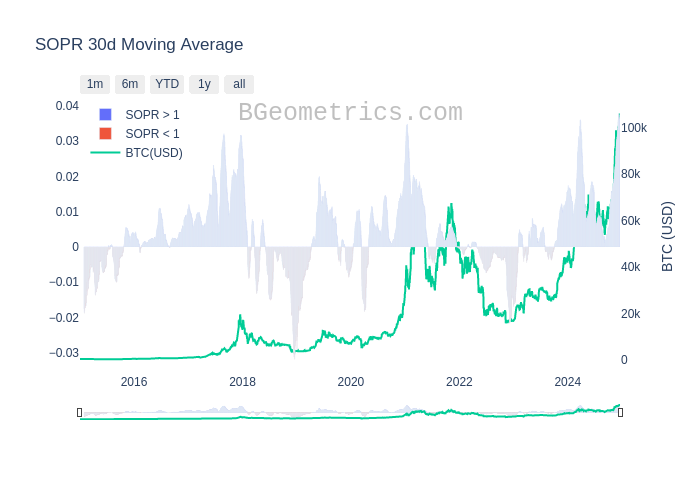 SOPR 30d Moving Average
1m 6m YTD 1y all
BGeometrics.com
SOPR > 1
SOPR < 1
BTC(USD)
0.04
0.03
0.02
0.01
0
−0.01
−0.02
−0.03
100k
80k
60k
40k
20k
0
BTC (USD)
2016 2018 2020 2022 2024